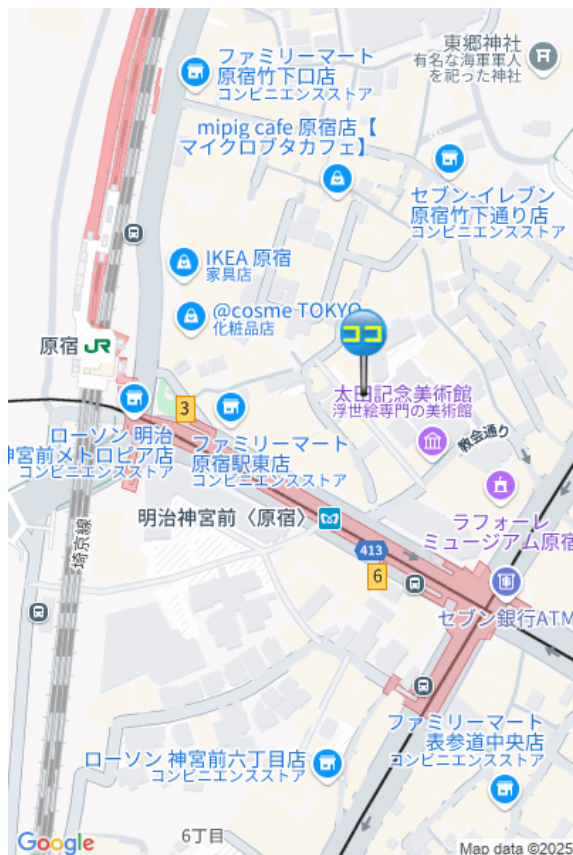 ファミリーマート
原宿竹下口店
コンビニエンスストア
東郷神社
有名な海軍軍人
を祀った神社
mipig cafe 原宿店【
マイクロブタカフェ】
セブン-イレブン
原宿竹下通り店
コンビニエンスストア
IKEA 原宿
家具店
@cosme TOKYO
化粧品店
ココ
原宿 JR
太田記念美術館
浮世絵専門の美術館
3
教会通り
ローソン 明治
神宮前メトロピア店
コンビニエンスストア
ファミリーマート
原宿駅東店
コンビニエンスストア
ラフォーレ
ミュージアム原宿
明治神宮前〈原宿〉
埼京線
413
6
セブン銀行ATM
ファミリーマート
表参道中央店
コンビニエンスストア
ローソン 神宮前六丁目店
コンビニエンスストア
6丁目
Google
Map data ©2025